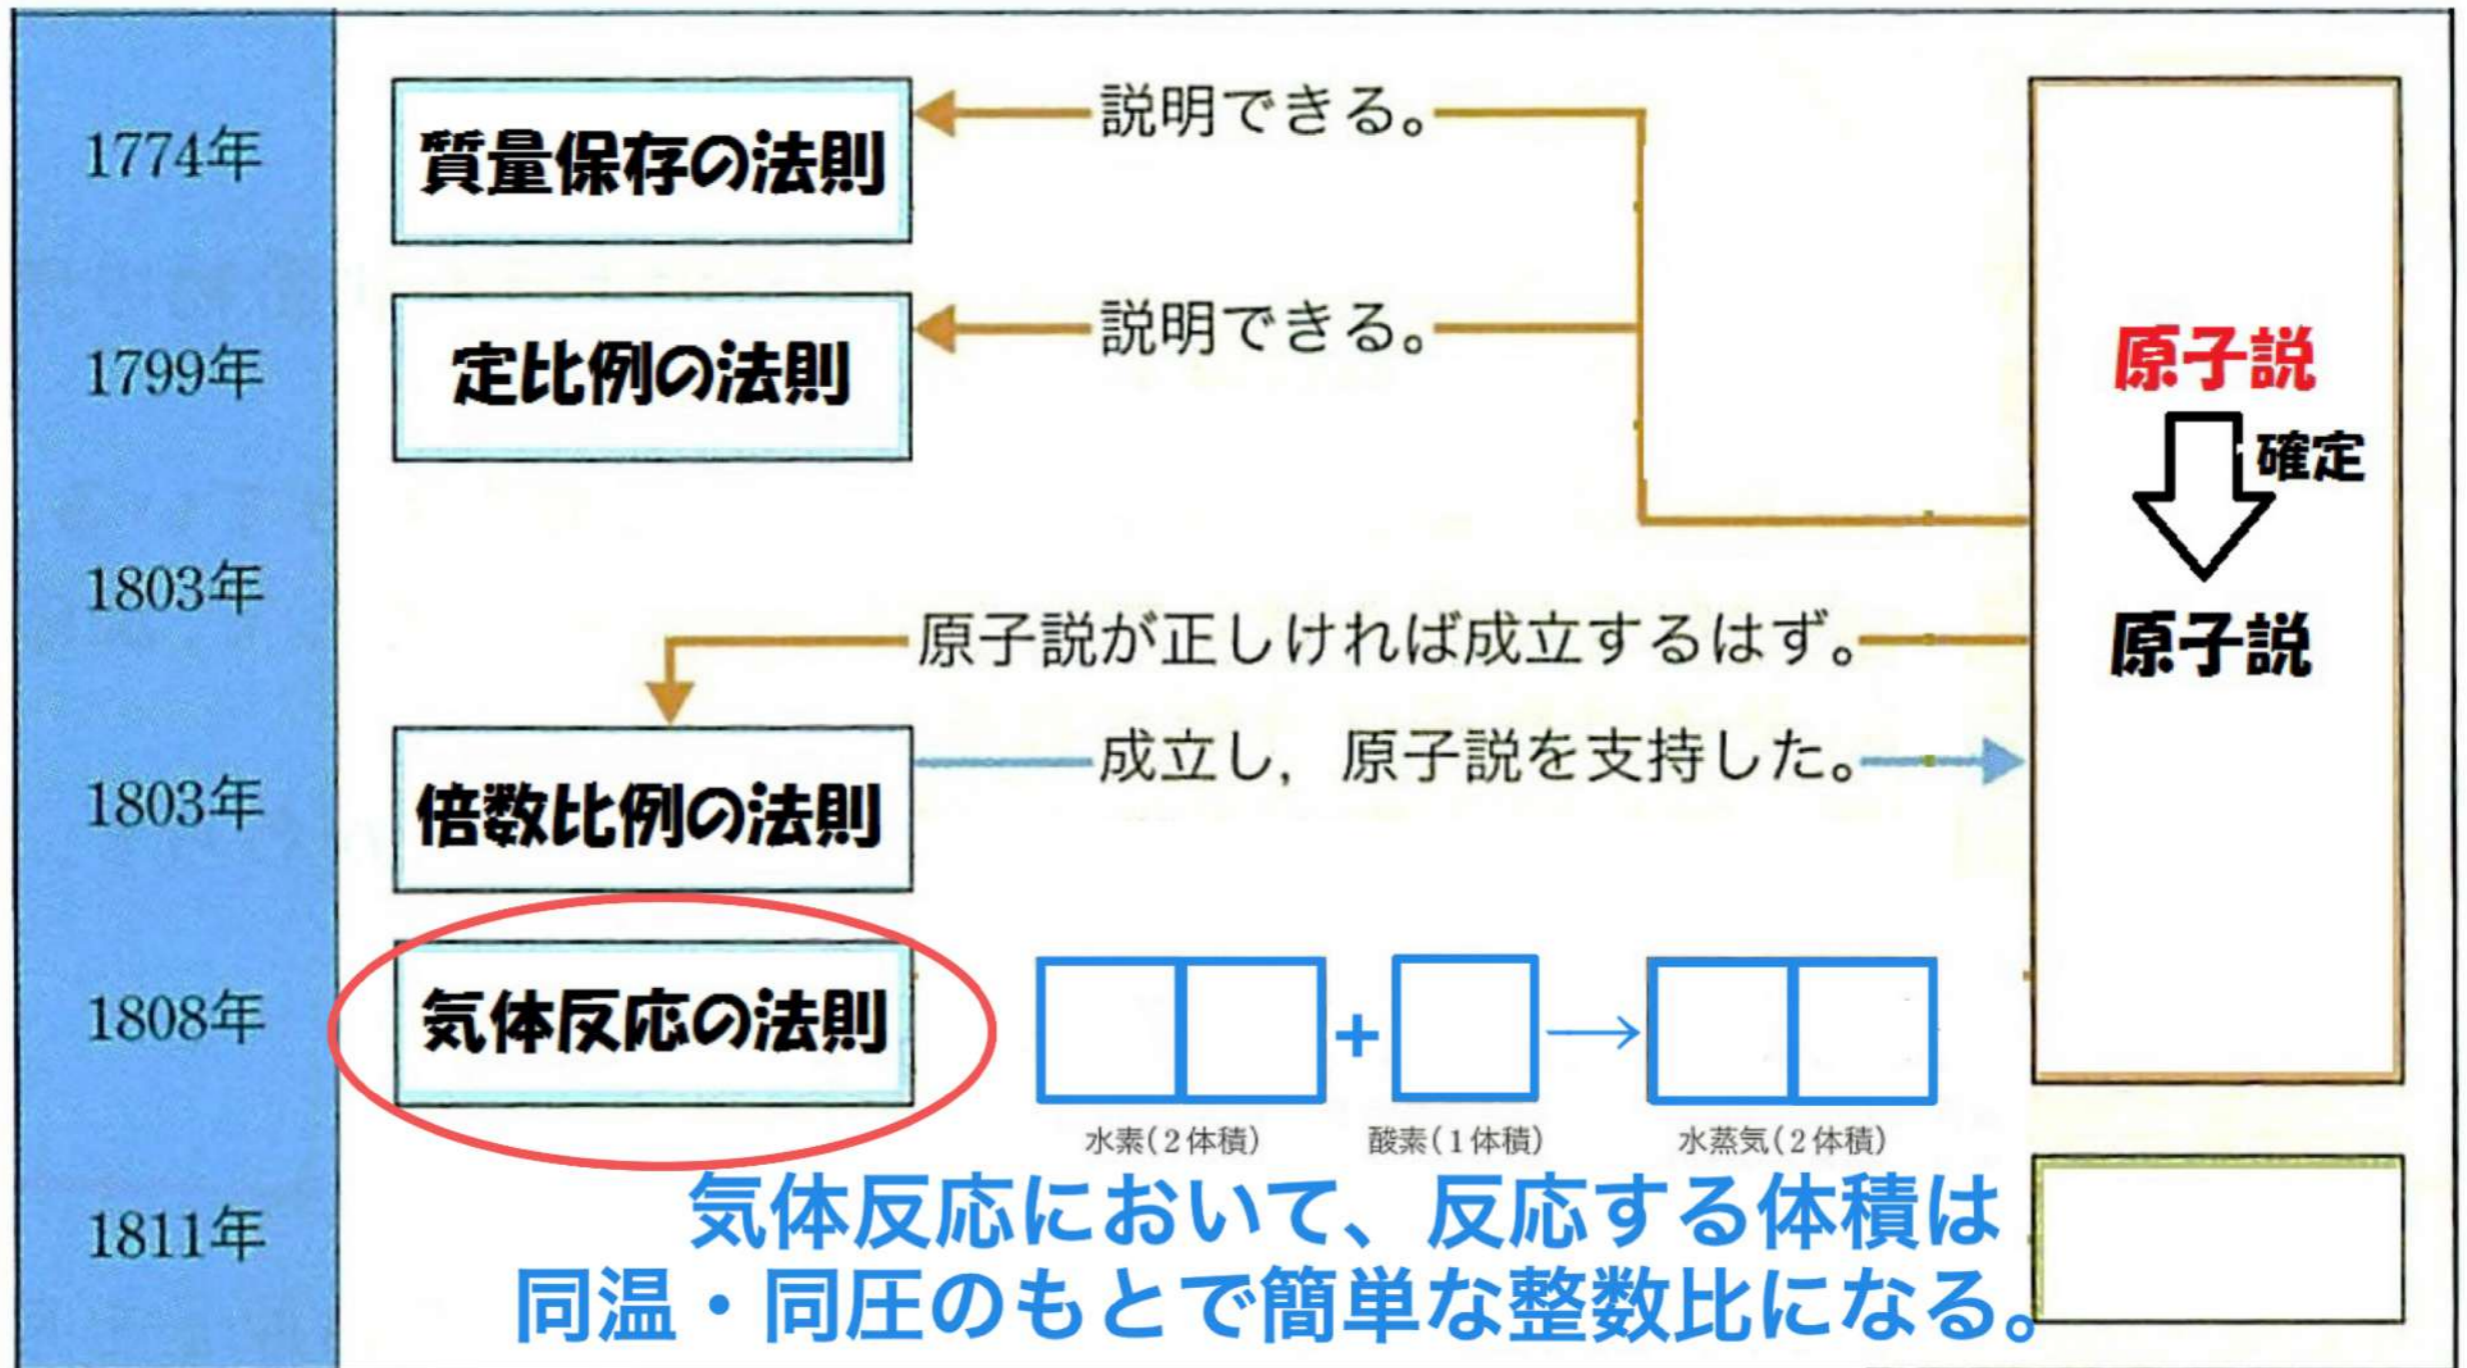 1774年
質量保存の法則
説明できる。
1799年
定比例の法則
説明できる。
原子説
確定
原子説
1803年
原子説が正しければ成立するはず。
1803年
倍数比例の法則
成立し，原子説を支持した。
1808年
気体反応の法則
+
水素(2体積)
酸素(1体積)
水蒸気(2体積)
1811年
気体反応において、反応する体積は
同温・同圧のもとで簡単な整数比になる。